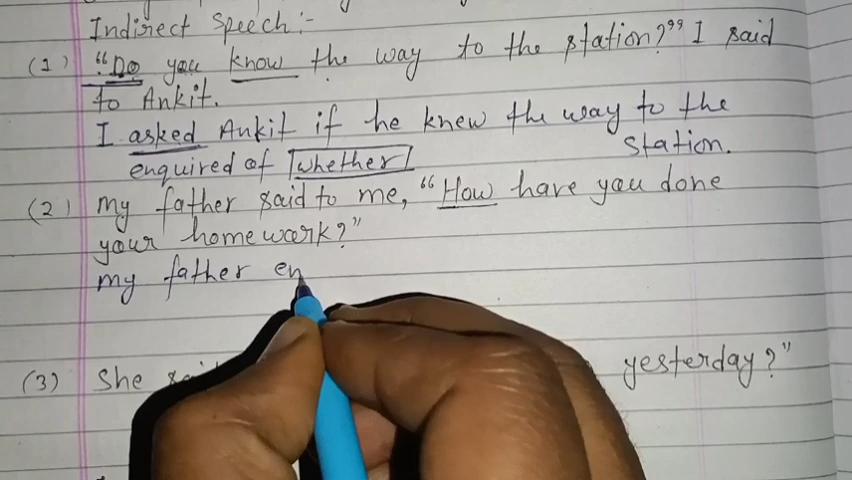 Indirect Speech:-
(1) "Do you know the way to the station?" I said
to Ankit.
I asked Ankit if he knew the way to the
station.
enquired of whether
(2) My father said to me, "How have you done
your homework?"
My father en
(3) She yesterday?"